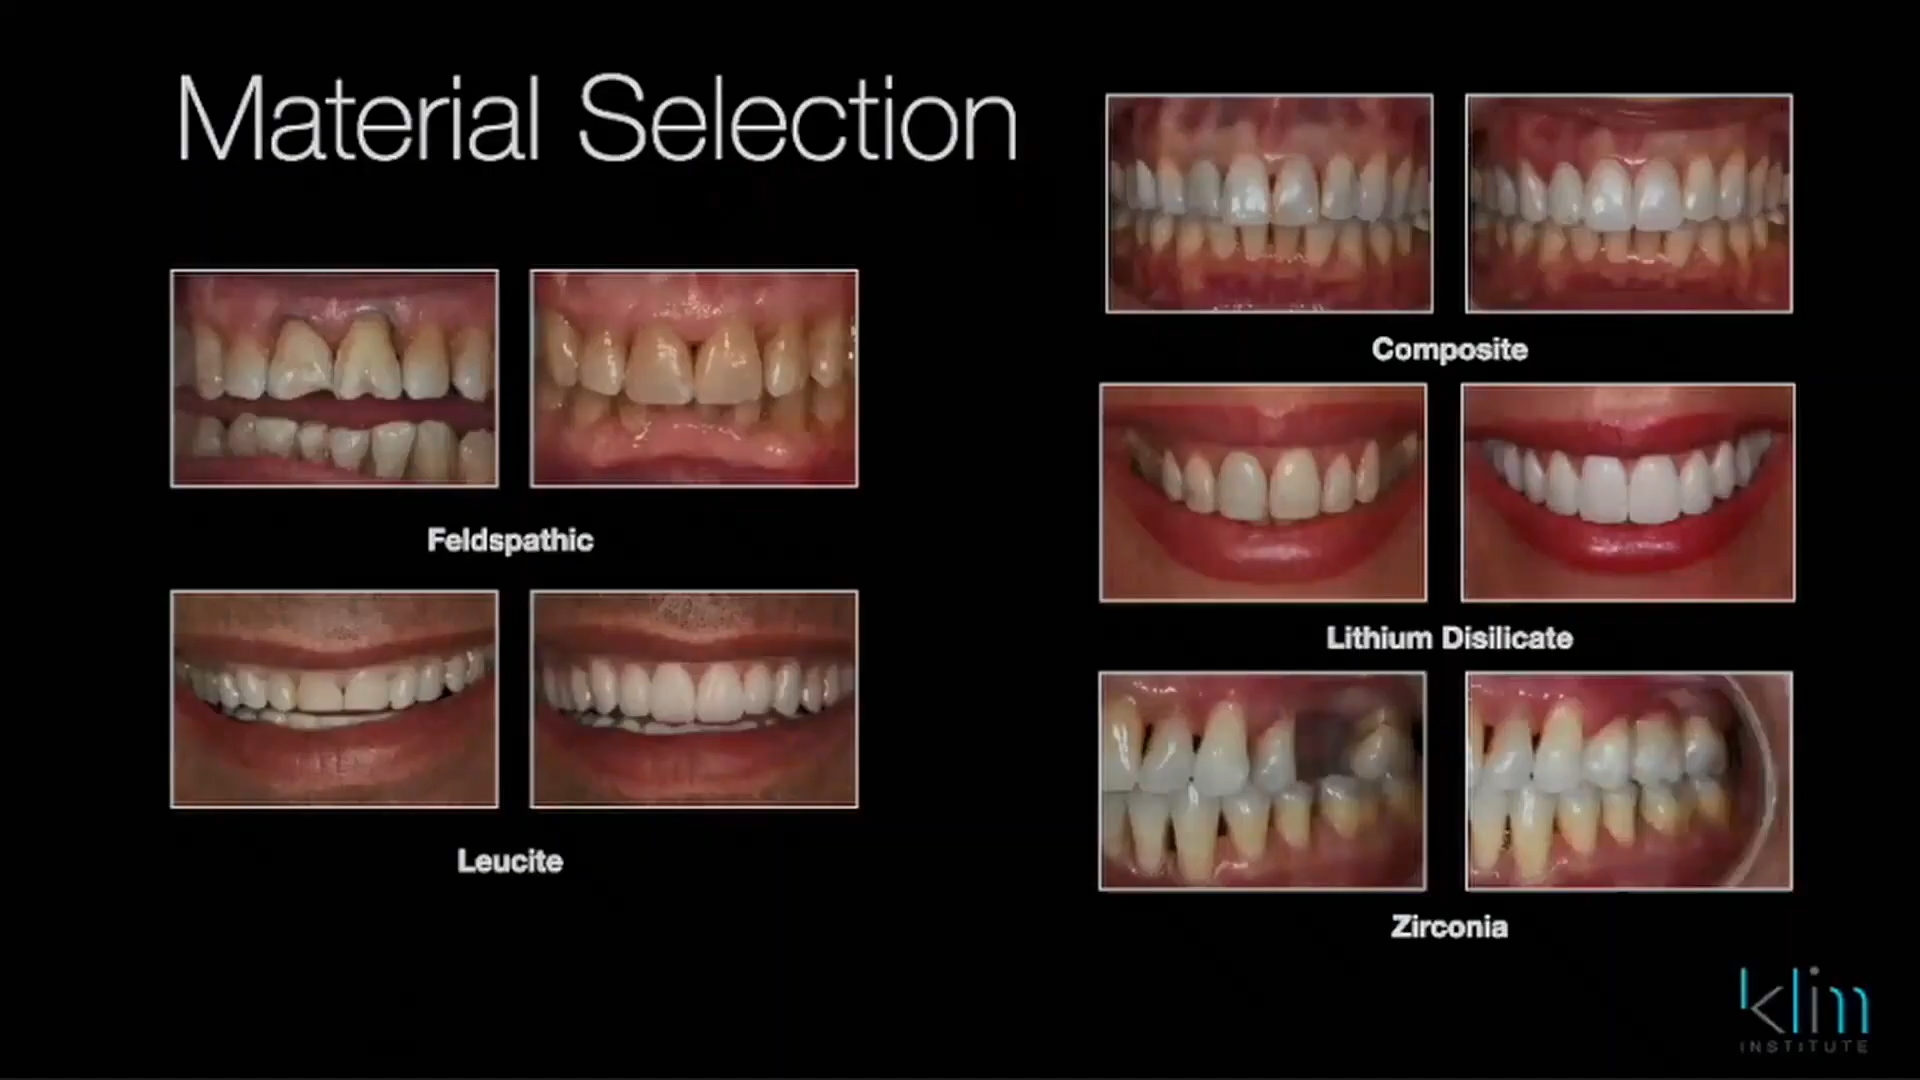 Material Selection
Feldspathic
Leucite
Composite
Lithium Disilicate
Zirconia
klim
INSTITUTE